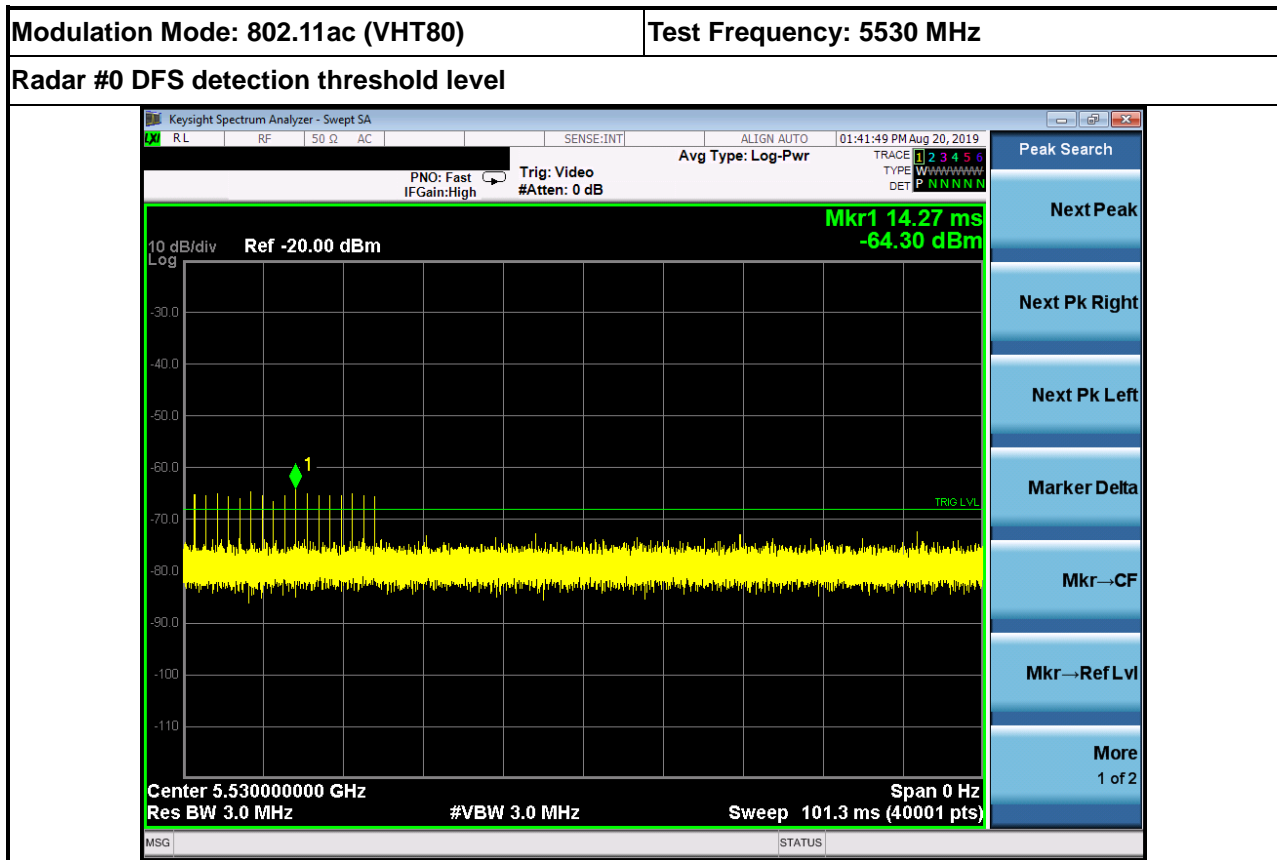 Modulation Mode: 802.11ac (VHT80) Test Frequency: 5530 MHz
Radar #0 DFS detection threshold level
Keysight Spectrum Analyzer - Swept SA
LXI RL RF 50 Ω AC SENSE:INT ALIGN AUTO 01:41:49 PM Aug 20, 2019
Avg Type: Log-Pwr TRACE 1 2 3 4 5 6
PNO: Fast Trig: Video TYPE WWWWWWW
IFGain:High #Atten: 0 dB DET P N N N N N
Peak Search
Mkr1 14.27 ms
10 dB/div Ref -20.00 dBm -64.30 dBm
Log
-30.0
-40.0
-50.0
-60.0
1
TRIG LVL
-70.0
-80.0
-90.0
-100
-110
Center 5.530000000 GHz Span 0 Hz
Res BW 3.0 MHz #VBW 3.0 MHz Sweep 101.3 ms (40001 pts)
MSG STATUS
Next Peak
Next Pk Right
Next Pk Left
Marker Delta
Mkr→CF
Mkr→Ref Lvl
More
1 of 2